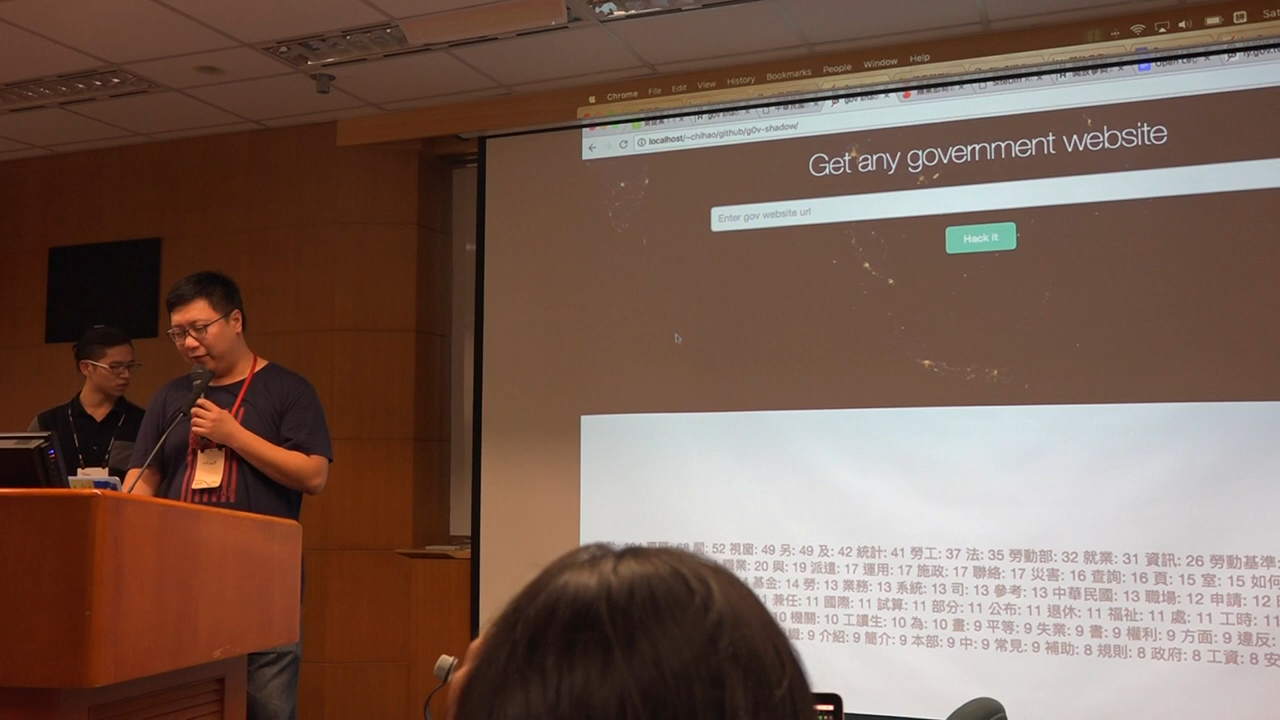 Chrome File Edit View History Bookmarks People Window Help
localhost/~chihao/github/g0v-shadow/
Get any government website
Enter gov website url
Hack it
52 視窗: 49 另: 49 及: 42 統計: 41 勞工: 37 法: 35 勞動部: 32 就業: 31 資訊: 26 勞動基準
20 與: 19 派遣: 17 運用: 17 施政: 17 聯絡: 17 災害: 16 查詢: 16 頁: 15 室: 15 如何
基金: 14 勞: 13 業務: 13 系統: 13 司: 13 參考: 13 中華民國: 13 職場: 12 申請: 12
11 兼任: 11 國際: 11 試算: 11 部分: 11 公布: 11 退休: 11 福祉: 11 處: 11 工時: 11
10 機關: 10 工讀生: 10 為: 10 畫: 9 平等: 9 失業: 9 書: 9 權利: 9 方面: 9 違反:
9 介紹: 9 簡介: 9 本部: 9 中: 9 常見: 9 補助: 8 規則: 8 政府: 8 工資: 8 安